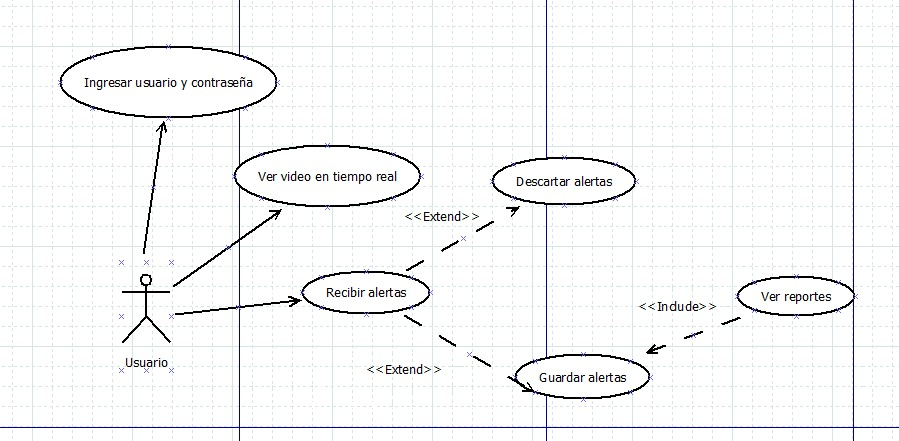 Ingresar usuario y contraseña
Ver video en tiempo real
Descartar alertas
<<Extend>>
Recibir alertas
Ver reportes
<<Include>>
Usuario
<<Extend>>
Guardar alertas